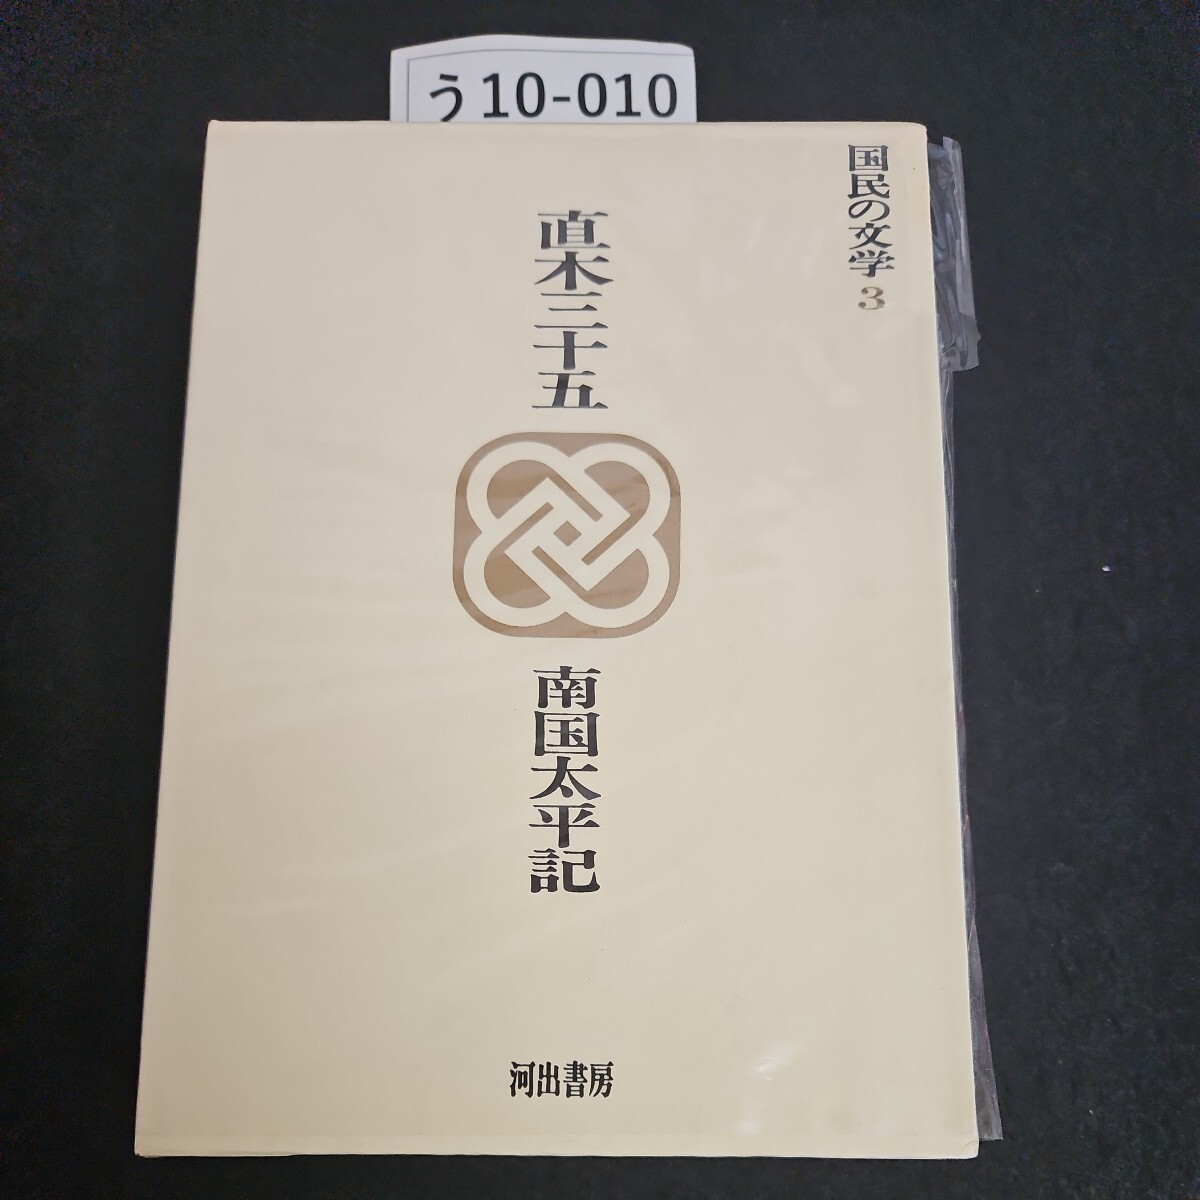 う10-010
国民の文学 3
直木三十五
南国太平記
河出書房